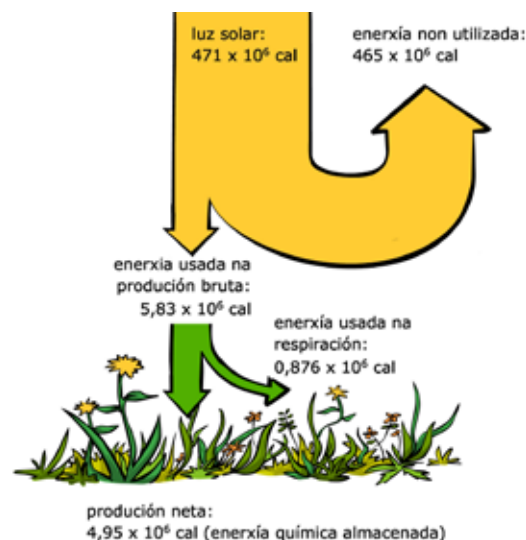 luz solar:
471 x 10⁶ cal
enerxía non utilizada:
465 x 10⁶ cal
enerxia usada na
produción bruta:
5,83 x 10⁶ cal
enerxía usada na
respiración:
0,876 x 10⁶ cal
produción neta:
4,95 x 10⁶ cal (enerxía química almacenada)